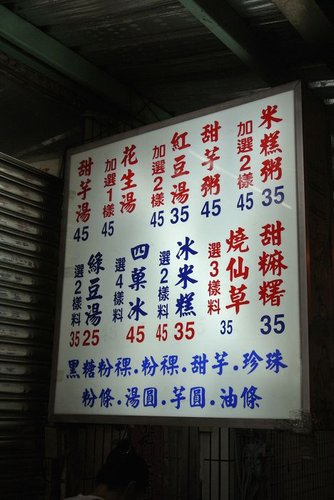 米糕粥 35
加選2樣 45
甜芋粥 45
紅豆湯 35
加選2樣 45
花生湯
加選1樣 45
甜芋湯 45
甜嘛糬 35
燒仙草
選3樣料 35
冰米糕 35
選2樣料 45
四菓冰 45
選4樣料
綠豆湯 25
選2樣料 35
黑糖粉粿.粉粿.甜芋.珍珠
粉條.湯圓.芋圓.油條